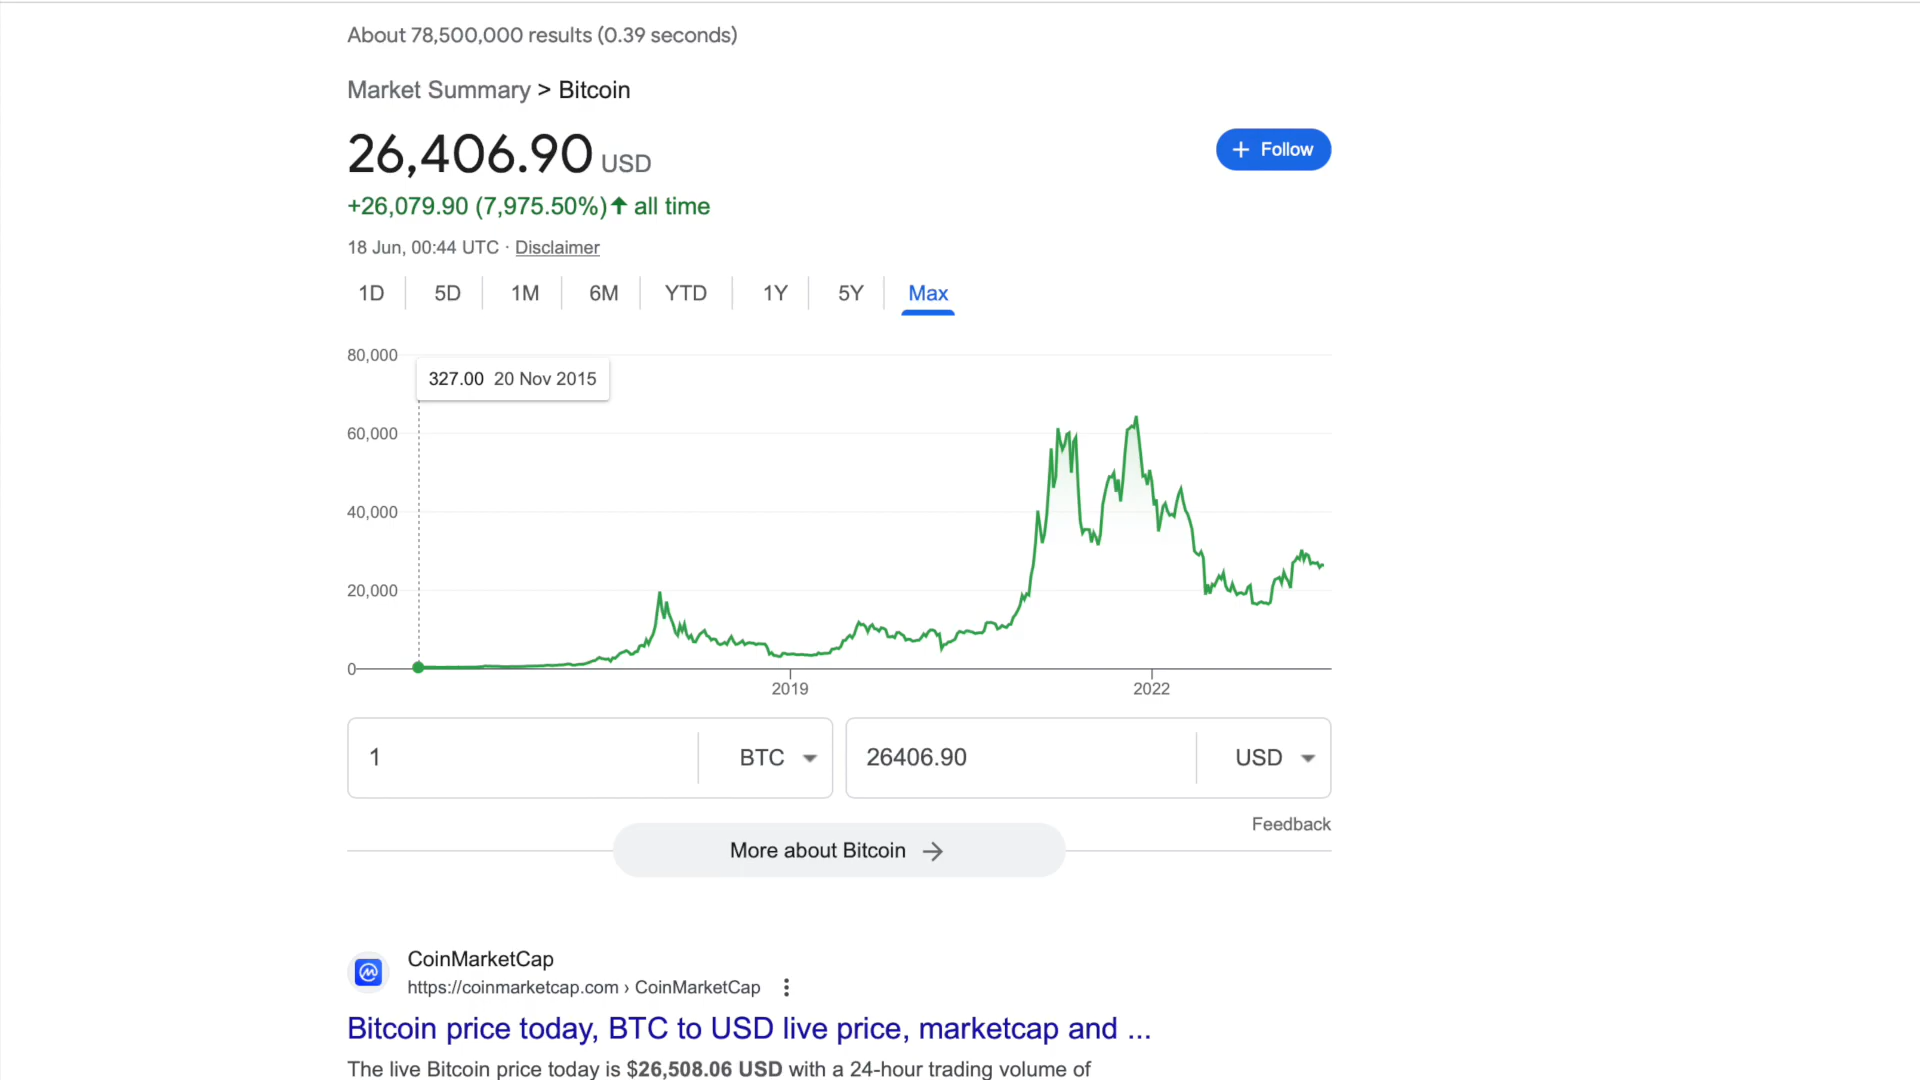 About 78,500,000 results (0.39 seconds)
Market Summary > Bitcoin
26,406.90 USD
+ Follow
+26,079.90 (7,975.50%) ↑ all time
18 Jun, 00:44 UTC · Disclaimer
1D 5D 1M 6M YTD 1Y 5Y Max
80,000
327.00 20 Nov 2015
60,000
40,000
20,000
0
2019 2022
1 BTC 26406.90 USD
Feedback
More about Bitcoin →
CoinMarketCap
https://coinmarketcap.com › CoinMarketCap
Bitcoin price today, BTC to USD live price, marketcap and ...
The live Bitcoin price today is $26,508.06 USD with a 24-hour trading volume of